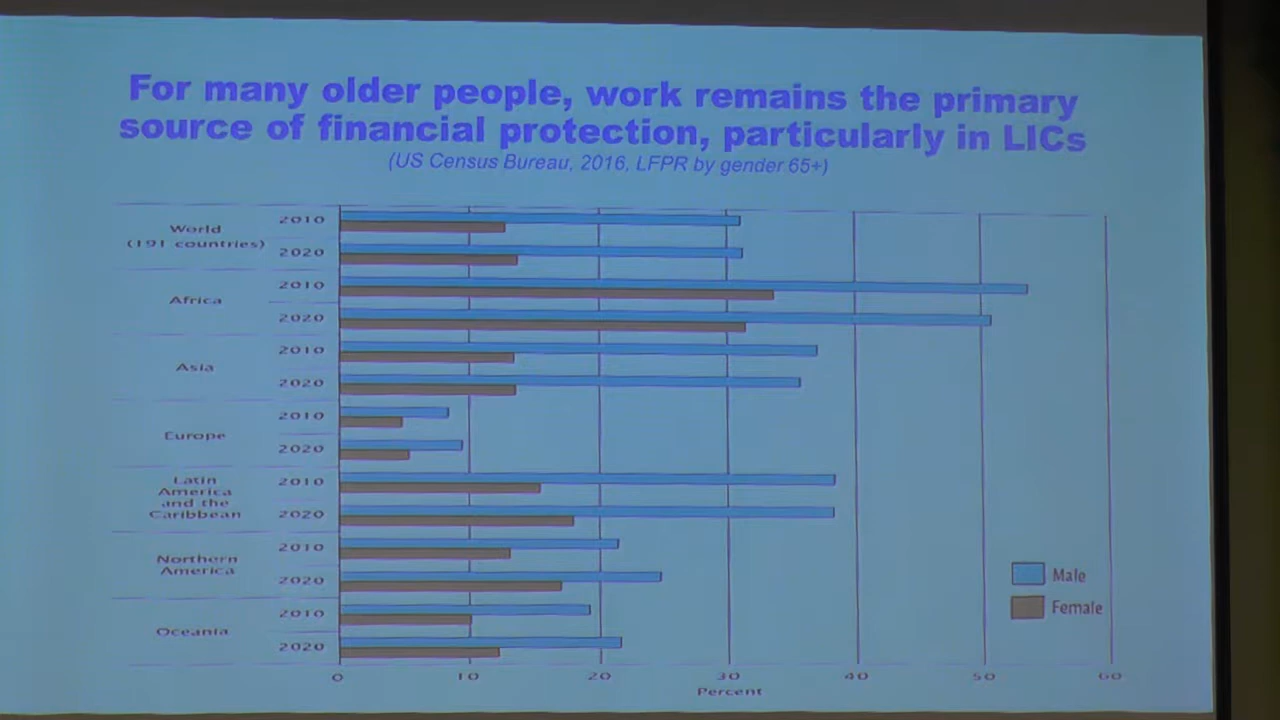 For many older people, work remains the primary
source of financial protection, particularly in LICs
(US Census Bureau, 2016, LFPR by gender 65+)
World
(191 countries)
2010
2020
Africa
2010
2020
Asia
2010
2020
Europe
2010
2020
Latin
America
and the
Caribbean
2010
2020
Northern
America
2010
2020
Oceania
2010
2020
Male
Female
0 10 20 30 40 50 60
Percent